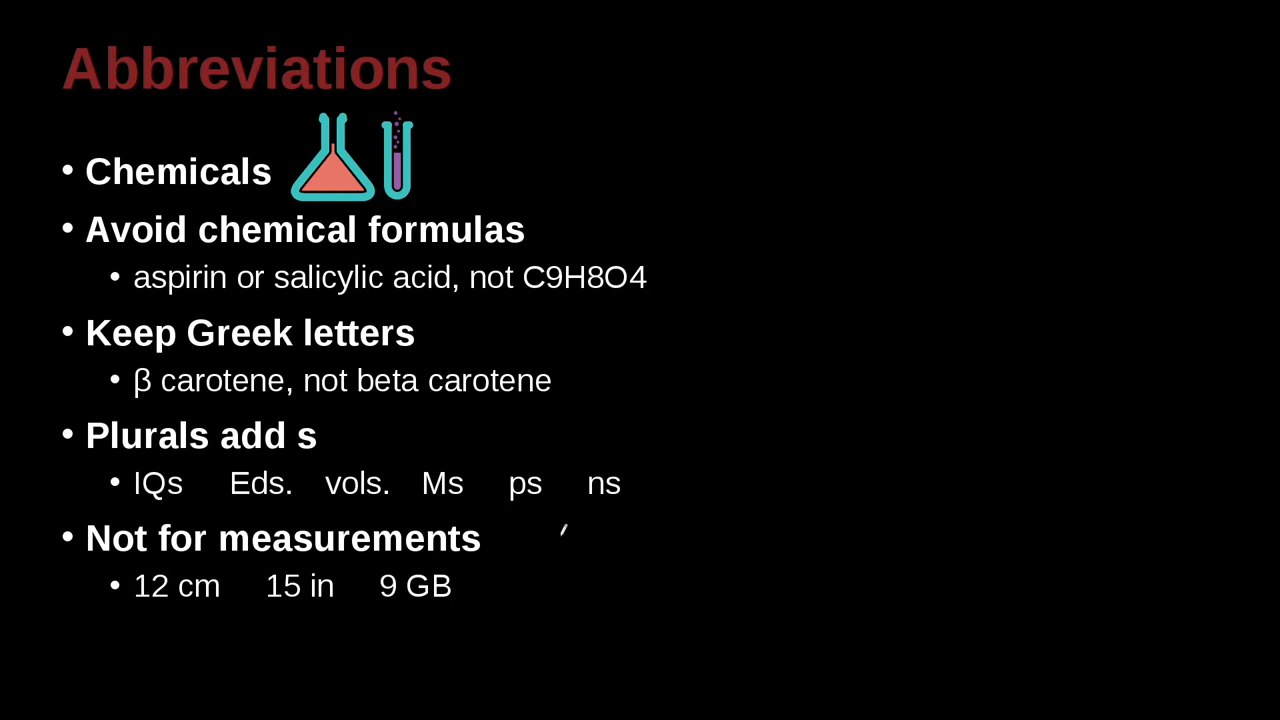 Abbreviations
• Chemicals
• Avoid chemical formulas
• aspirin or salicylic acid, not C9H8O4
• Keep Greek letters
• β carotene, not beta carotene
• Plurals add s
• IQs Eds. vols. Ms ps ns
• Not for measurements
• 12 cm 15 in 9 GB